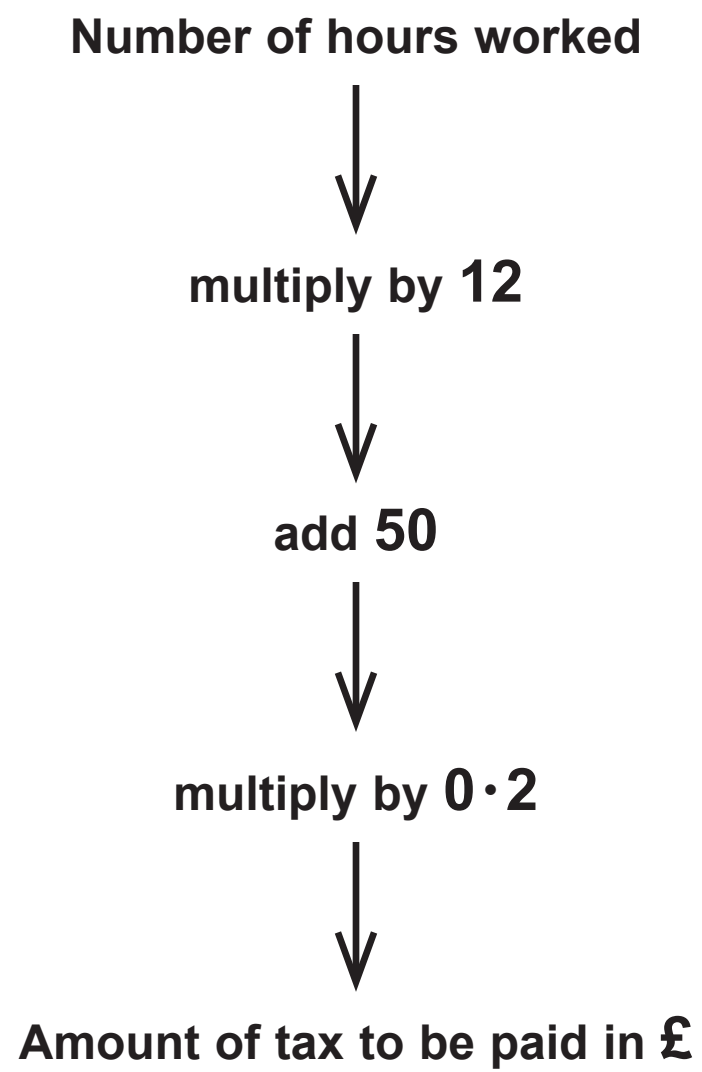 Number of hours worked
multiply by 12
add 50
multiply by 0·2
Amount of tax to be paid in £